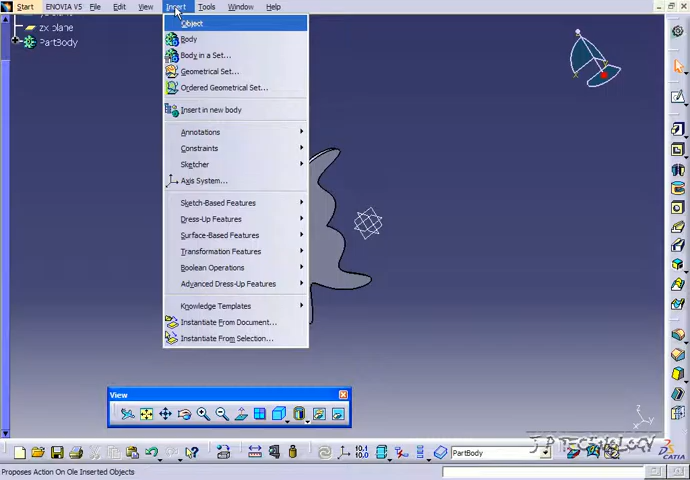 Start ENOVIA V5 File Edit View Insert Tools Window Help
zx plane
PartBody
Object
Body
Body in a Set...
Geometrical Set...
Ordered Geometrical Set...
Insert in new body
Annotations
Constraints
Sketcher
Axis System...
Sketch-Based Features
Dress-Up Features
Surface-Based Features
Transformation Features
Boolean Operations
Advanced Dress-Up Features
Knowledge Templates
Instantiate From Document...
Instantiate From Selection...
View
PartBody
J P TECHNOLOGY
CATIA
Proposes Action On Ole Inserted Objects